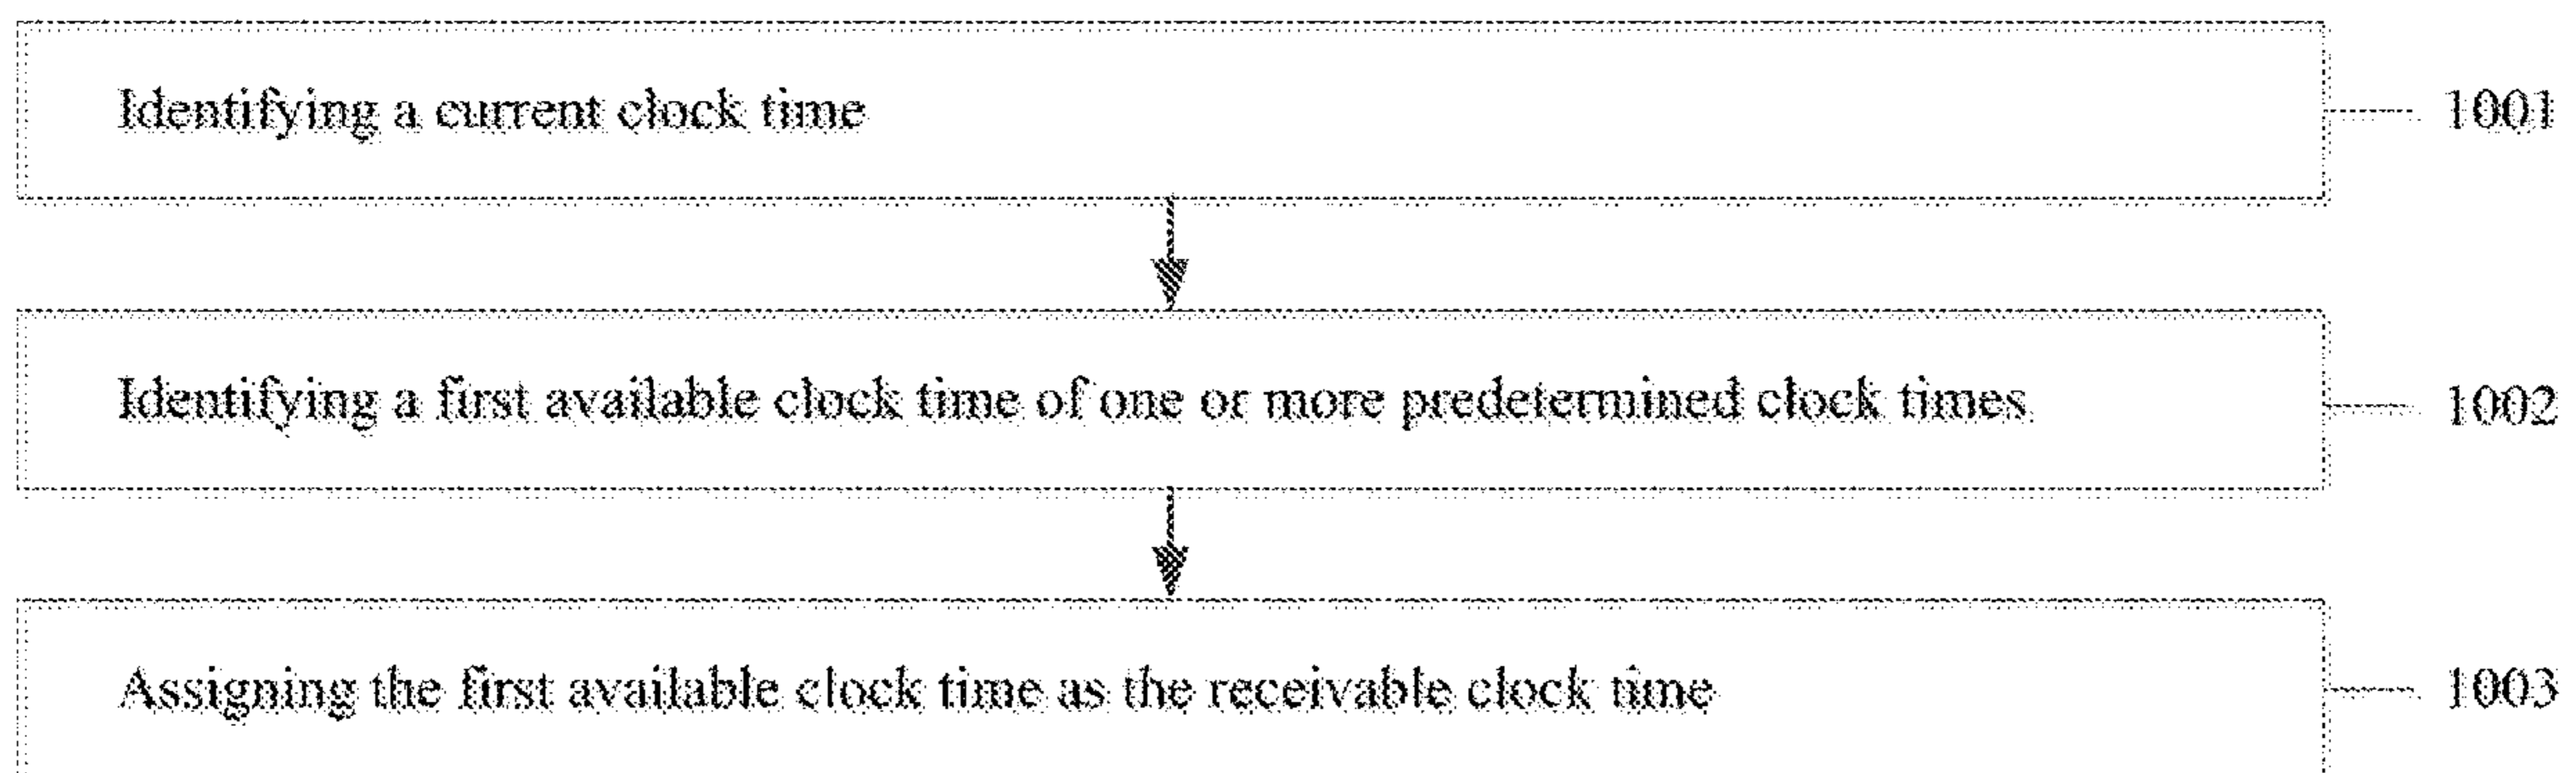 Identifying a current clock time
1001
Identifying a first available clock time of one or more predetermined clock times
1002
Assigning the first available clock time as the receivable clock time
1003